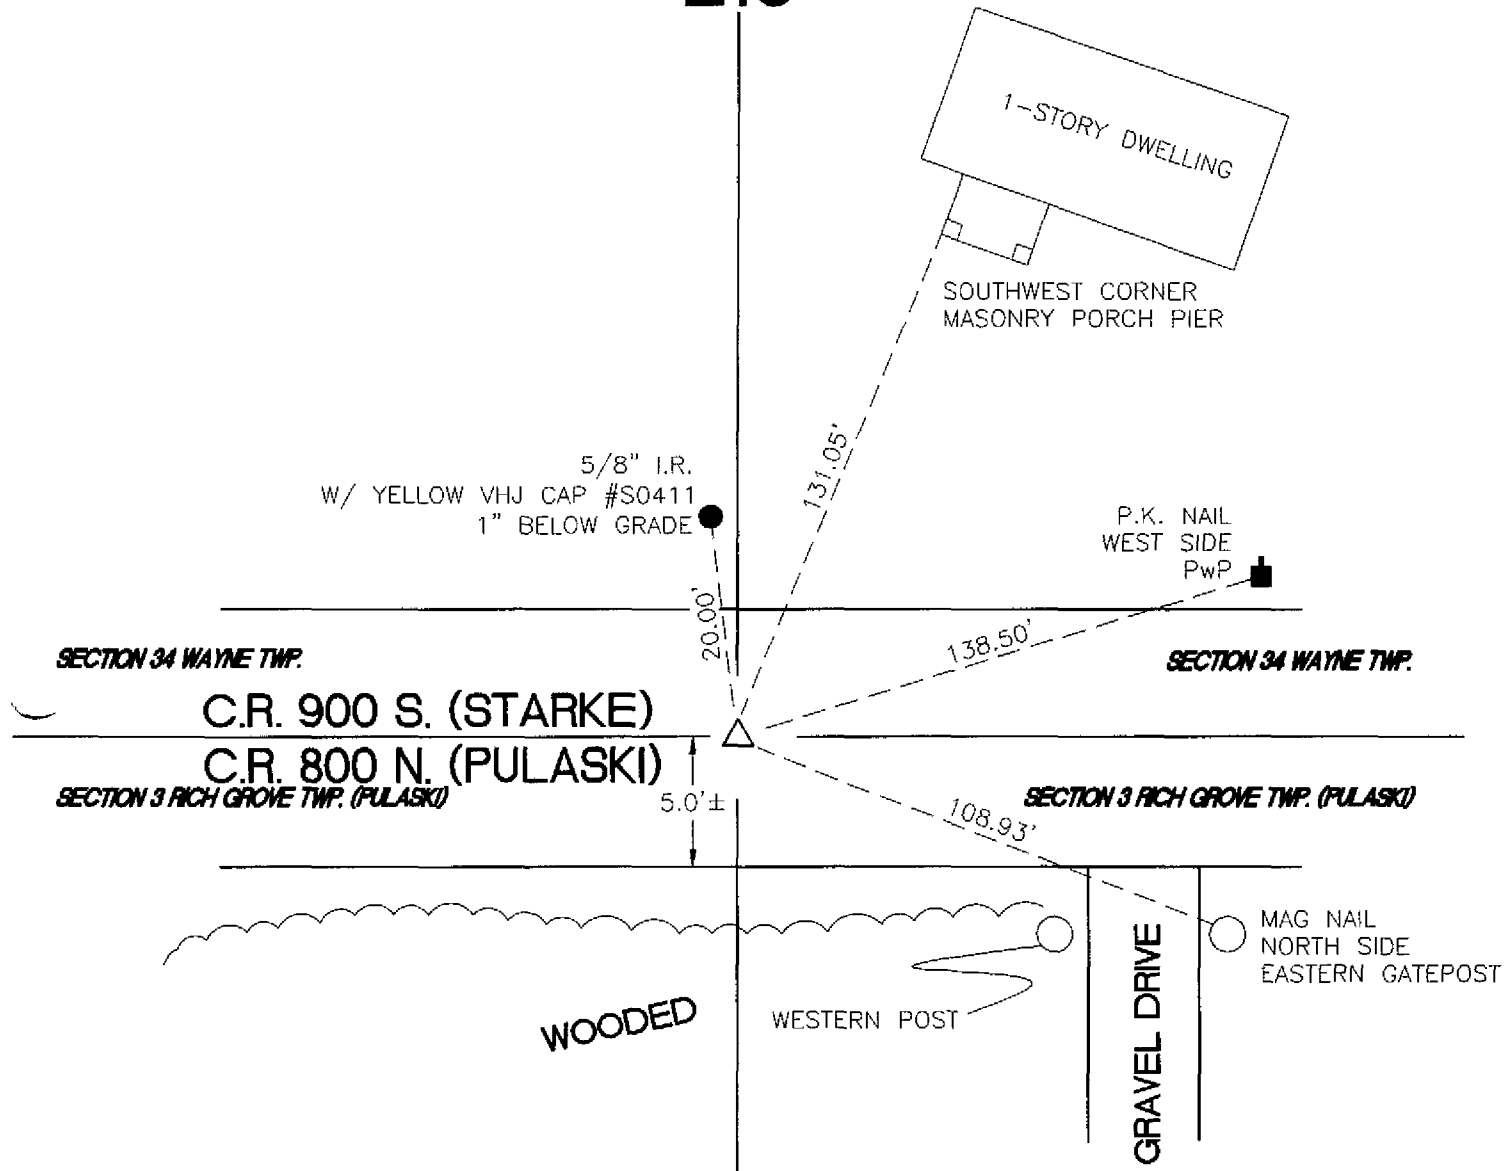 1-STORY DWELLING
SOUTHWEST CORNER
MASONRY PORCH PIER
131.05'
5/8" I.R.
W/ YELLOW VHJ CAP #S0411
1" BELOW GRADE
20.00'
P.K. NAIL
WEST SIDE
PwP
138.50'
SECTION 34 WAYNE TWP.
SECTION 34 WAYNE TWP.
C.R. 900 S. (STARKE)
C.R. 800 N. (PULASKI)
SECTION 3 RICH GROVE TWP. (PULASKI)
5.0'±
SECTION 3 RICH GROVE TWP. (PULASKI)
108.93'
MAG NAIL
NORTH SIDE
EASTERN GATEPOST
WOODED
WESTERN POST
GRAVEL DRIVE